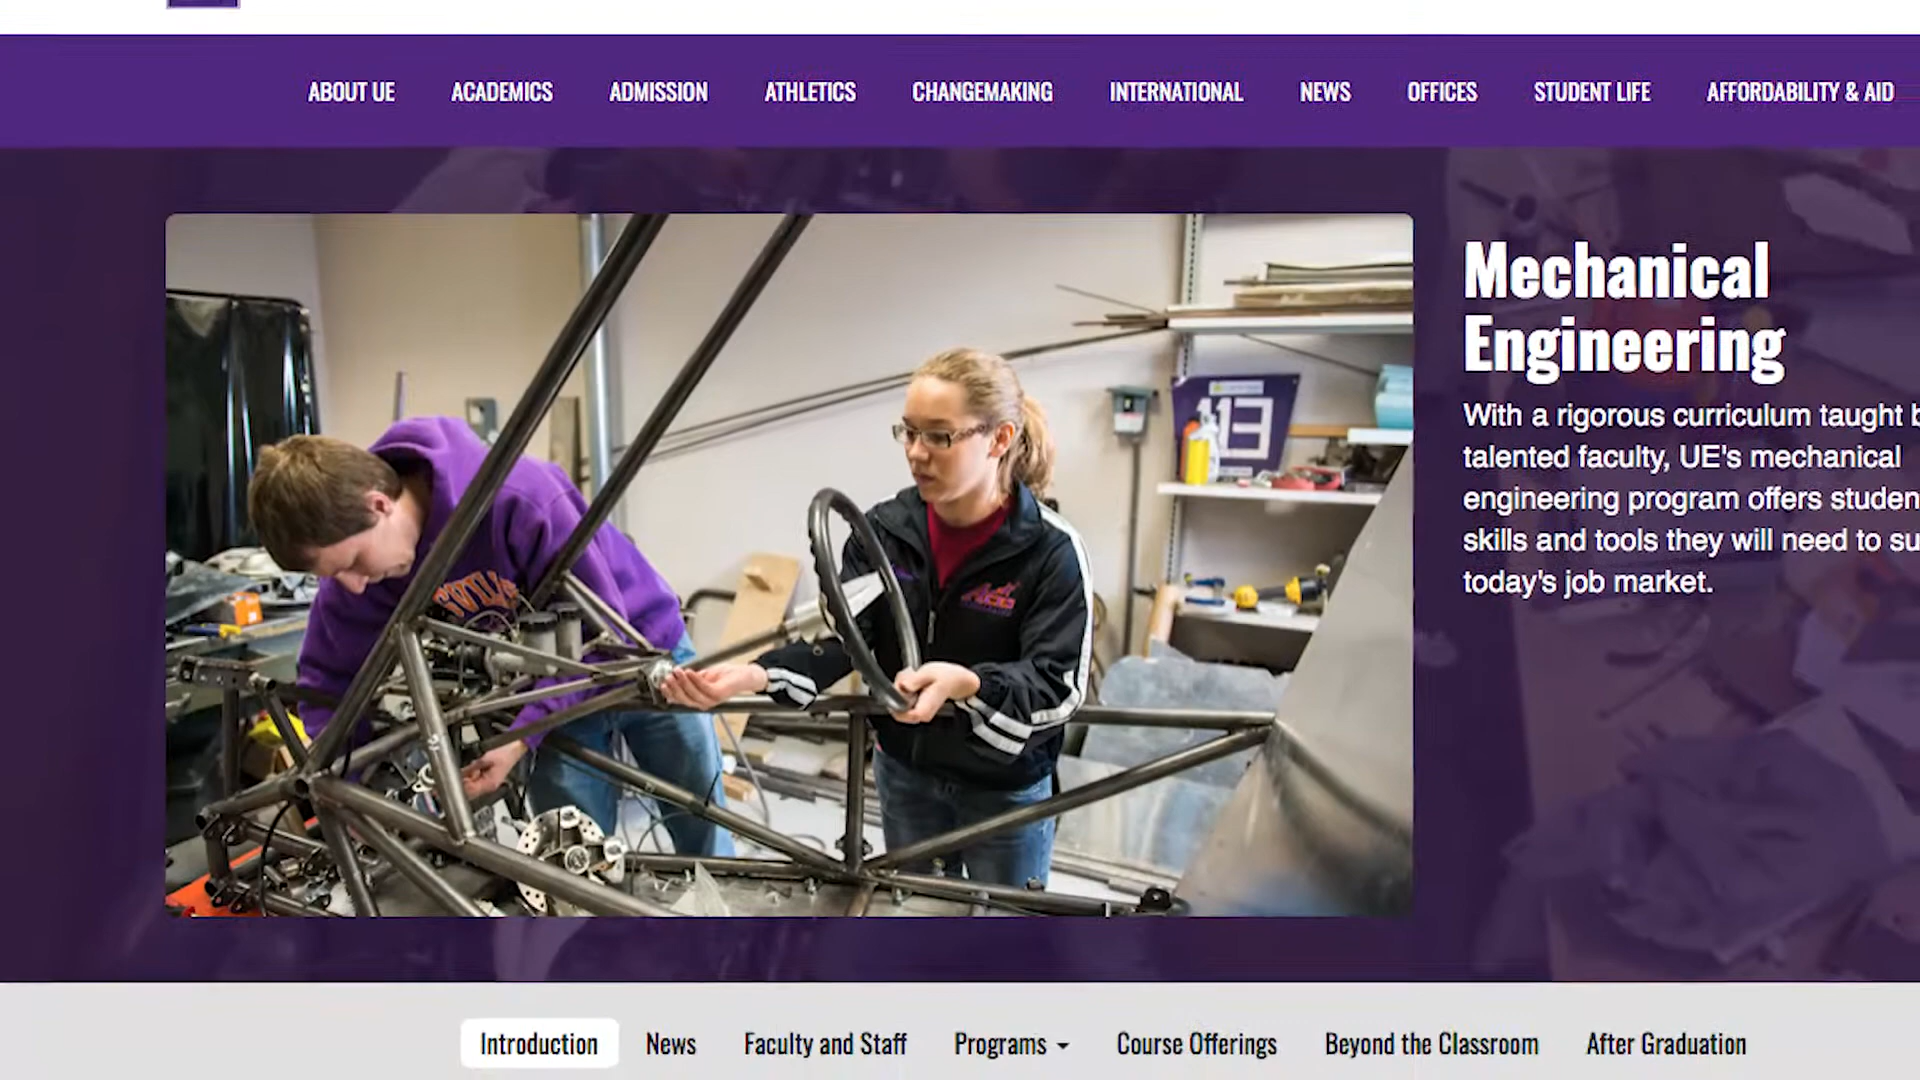 ABOUT UE ACADEMICS ADMISSION ATHLETICS CHANGEMAKING INTERNATIONAL NEWS OFFICES STUDENT LIFE AFFORDABILITY & AID
Mechanical
Engineering
With a rigorous curriculum taught
talented faculty, UE's mechanical
engineering program offers
skills and tools they will need to
today's job market.
13
Introduction News Faculty and Staff Programs Course Offerings Beyond the Classroom After Graduation